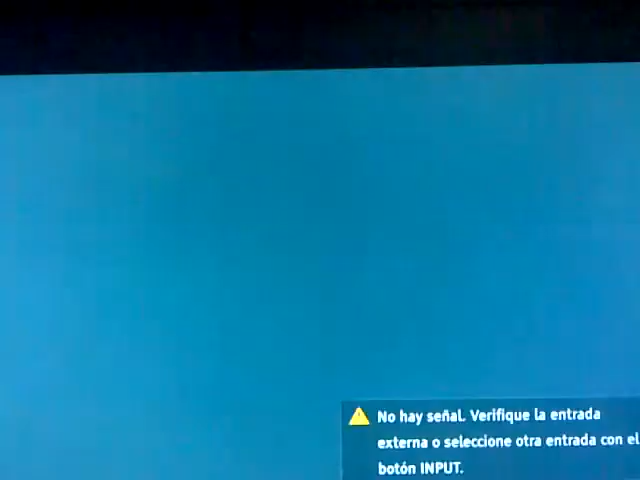 No hay señal. Verifique la entrada
externa o seleccione otra entrada con el
botón INPUT.